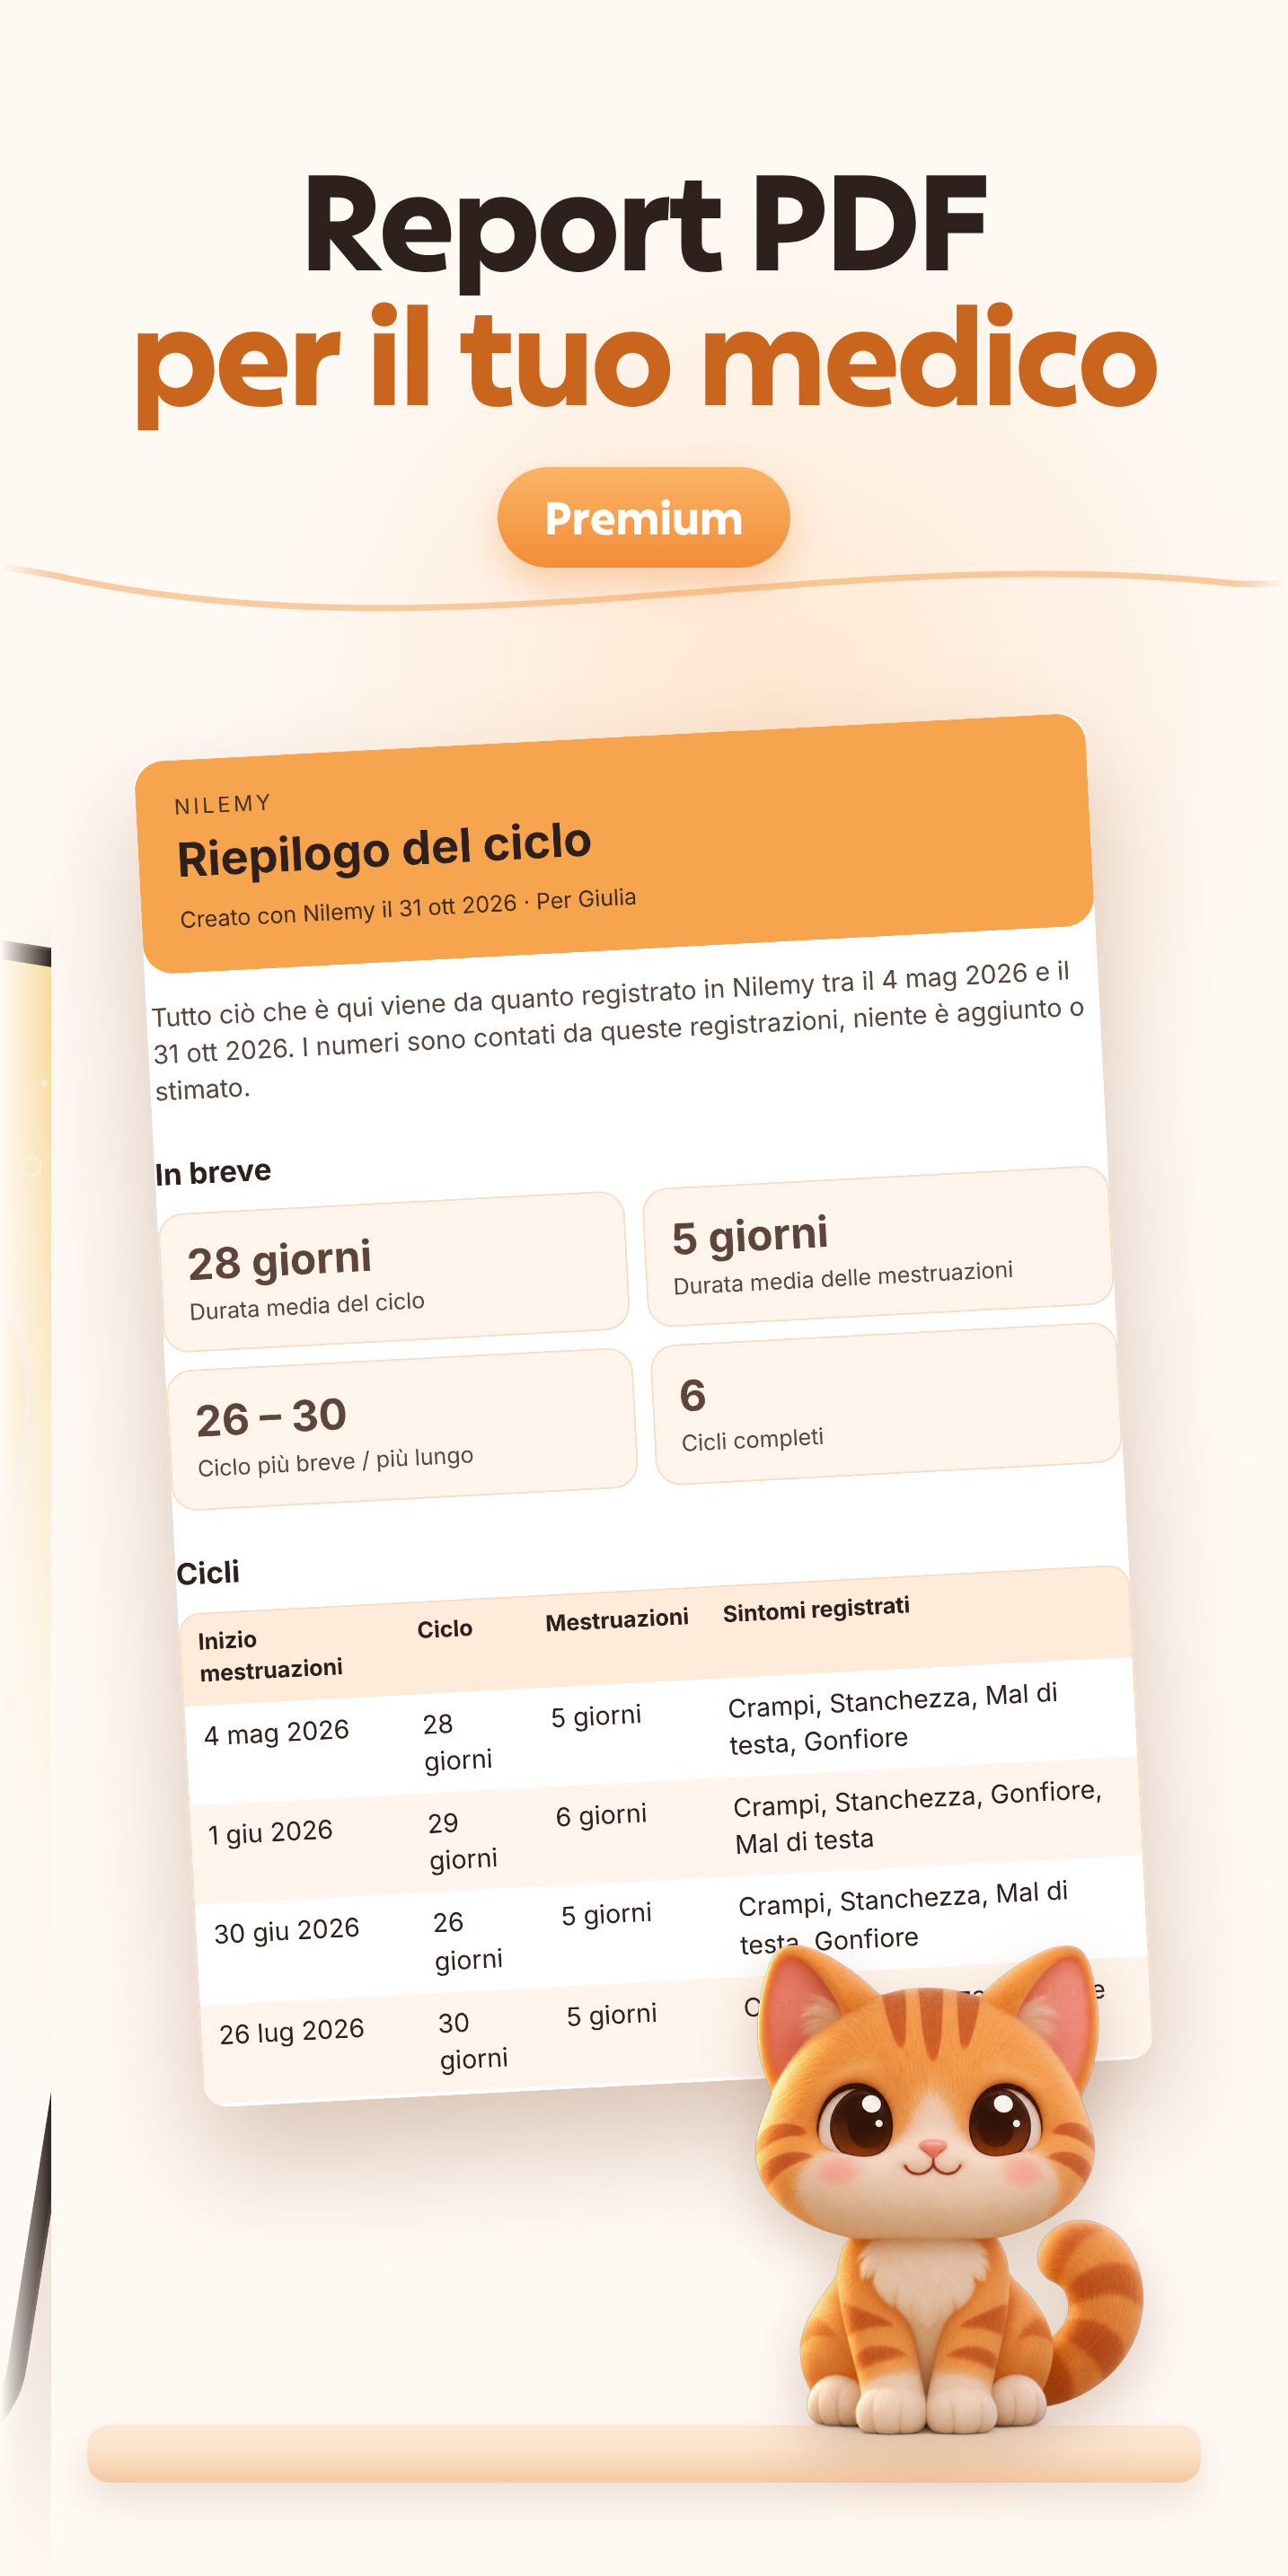 Report PDF
per il tuo medico
Premium
NILEMY
Riepilogo del ciclo
Creato con Nilemy il 31 ott 2026 · Per Giulia
Tutto ciò che è qui viene da quanto registrato in Nilemy tra il 4 mag 2026 e il
31 ott 2026. I numeri sono contati da queste registrazioni, niente è aggiunto o
stimato.
In breve
28 giorni
Durata media del ciclo
5 giorni
Durata media delle mestruazioni
26 – 30
Ciclo più breve / più lungo
6
Cicli completi
Cicli
Inizio
mestruazioni
Ciclo
Mestruazioni
Sintomi registrati
4 mag 2026
28
giorni
5 giorni
Crampi, Stanchezza, Mal di
testa, Gonfiore
1 giu 2026
29
giorni
6 giorni
Crampi, Stanchezza, Gonfiore,
Mal di testa
30 giu 2026
26
giorni
5 giorni
Crampi, Stanchezza, Mal di
testa, Gonfiore
26 lug 2026
30
giorni
5 giorni